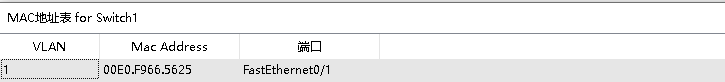 MAC地址表 for Switch1
VLAN Mac Address 端口
1 00E0.F966.5625 FastEthernet0/1